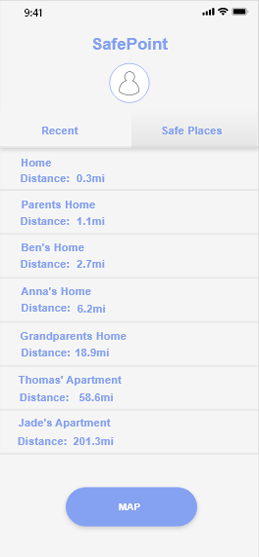 9:41
SafePoint
Recent
Safe Places
Home
Distance: 0.3mi
Parents Home
Distance: 1.1mi
Ben's Home
Distance: 2.7mi
Anna's Home
Distance: 6.2mi
Grandparents Home
Distance: 18.9mi
Thomas' Apartment
Distance: 58.6mi
Jade's Apartment
Distance: 201.3mi
MAP